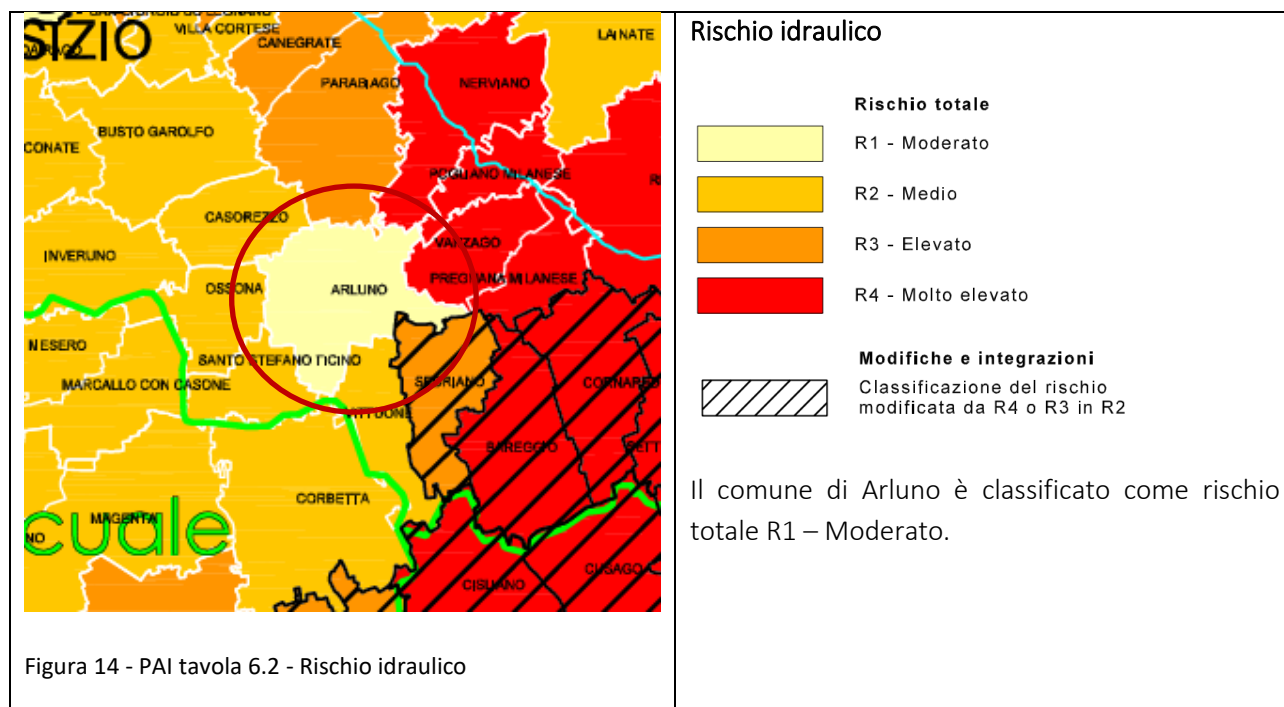 SIZIO
VILLA CORTESE
CANEGRATE
LAINATE
PARABIAGO
NERVIANO
BUSTO GAROLFO
CONATE
POGLIANO MILANESE
CASOREZZO
VANZAGO
INVERUNO
PREGNANA MILANESE
OSSONA
ARLUNO
MESERO
SANTO STEFANO TICINO
MARCALLO CON CASONE
SEDRIANO
CORNARED
VITTUONE
BAREGGIO
SETT
CORBETTA
MAGENTA
NO
cuale
CISLIANO
CUSAGO
Figura 14 - PAI tavola 6.2 - Rischio idraulico
Rischio idraulico
Rischio totale
R1 - Moderato
R2 - Medio
R3 - Elevato
R4 - Molto elevato
Modifiche e integrazioni
Classificazione del rischio
modificata da R4 o R3 in R2
Il comune di Arluno è classificato come rischio
totale R1 – Moderato.